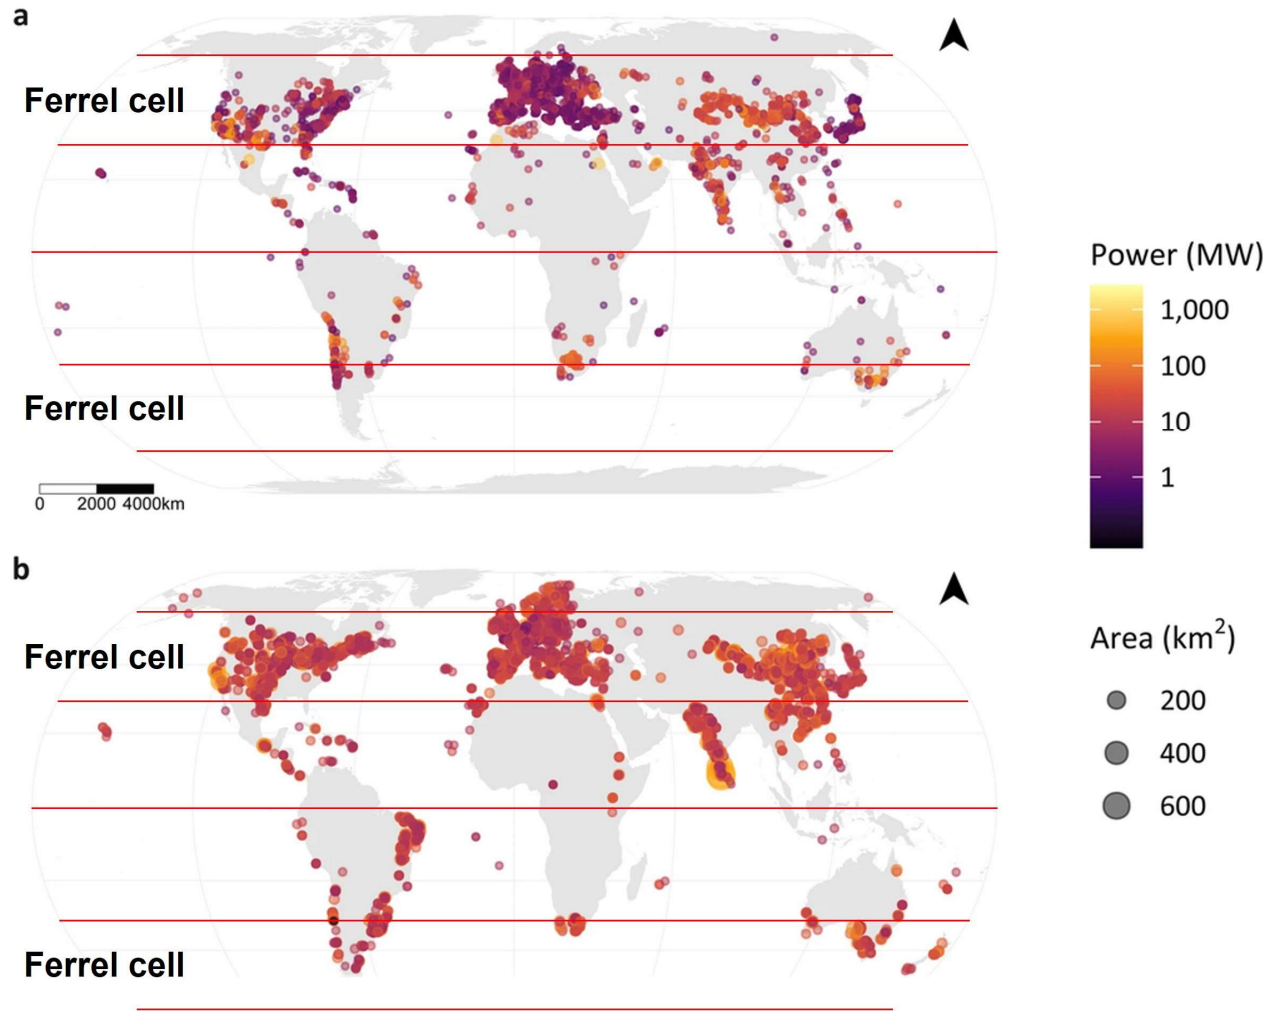 a
Ferrel cell
Ferrel cell
0 2000 4000km
Power (MW)
1,000
100
10
1
b
Ferrel cell
Ferrel cell
Area (km²)
200
400
600